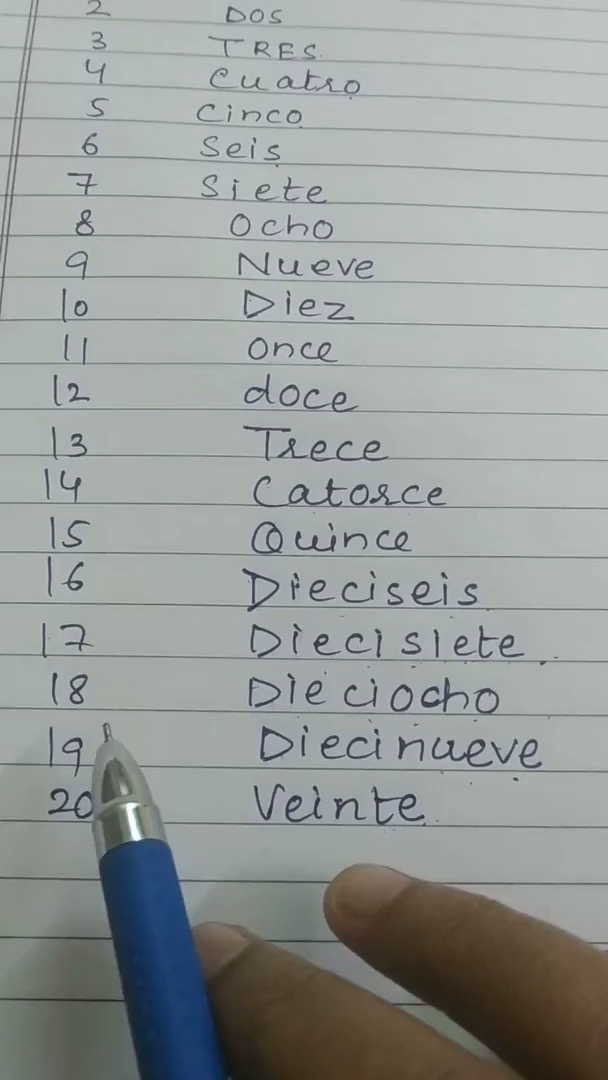 2 DOS
3 TRES.
4 Cuatro
5 Cinco
6 Seis
7 Siete
8 Ocho
9 Nueve
10 Diez
11 once
12 doce
13 Trece
14 Catorce
15 Quince
16 Dieciseis
17 Diecisiete.
18 Dieciocho
19 Diecinueve
20 Veinte.